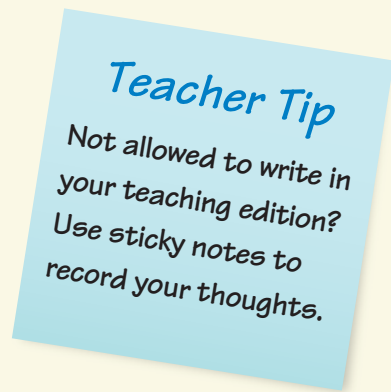 Teacher Tip
Not allowed to write in
your teaching edition?
Use sticky notes to
record your thoughts.